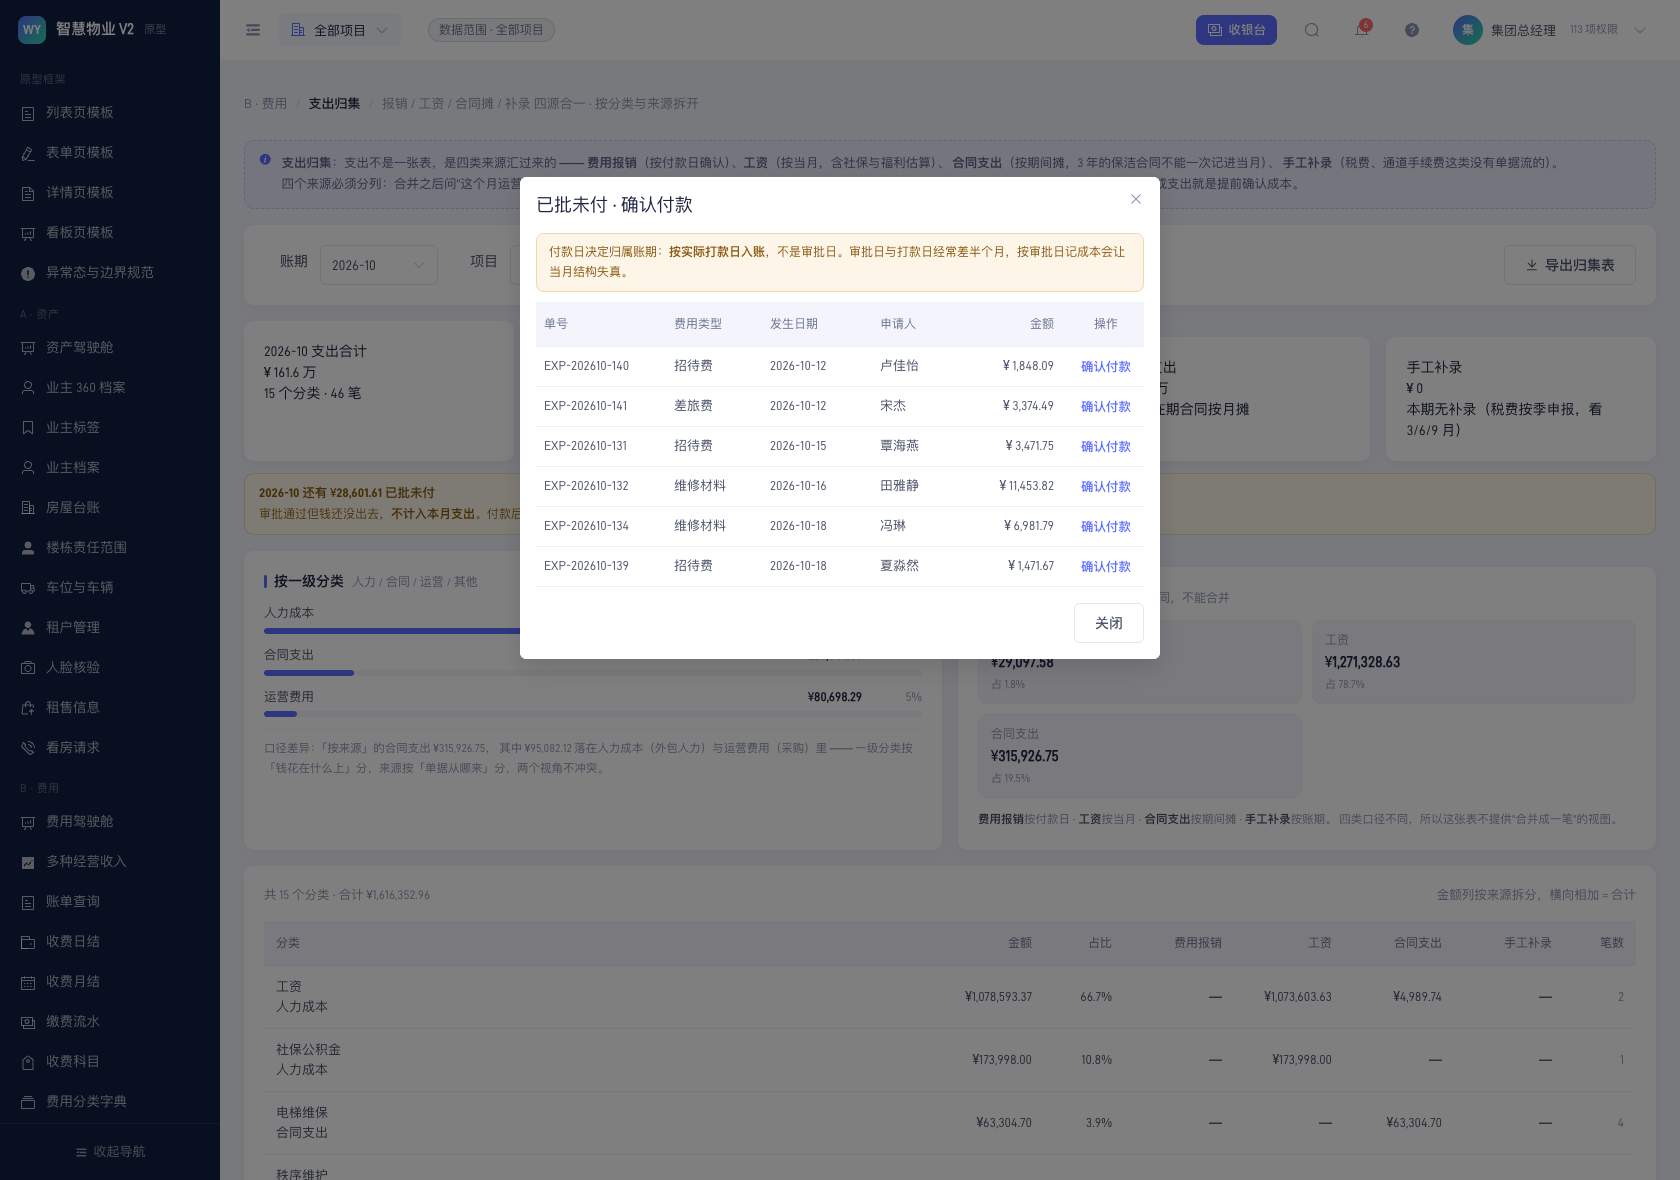 WY 智慧物业 V2 原型
原型框架
列表页模板
表单页模板
详情页模板
看板页模板
异常态与边界规范
A · 资产
资产驾驶舱
业主 360 档案
业主标签
业主档案
房屋台账
楼栋责任范围
车位与车辆
租户管理
人脸核验
租售信息
看房请求
B · 费用
费用驾驶舱
多种经营收入
账单查询
收费日结
收费月结
缴费流水
收费科目
费用分类字典
收起导航
全部项目
数据范围 · 全部项目
收银台
6
集 集团总经理 113 项权限
B · 费用 / 支出归集 / 报销 / 工资 / 合同摊 / 补录 四源合一 · 按分类与来源拆开
支出归集：支出不是一张表，是四类来源汇过来的 —— 费用报销（按付款日确认）、工资（按当月，含社保与福利估算）、合同支出（按期间摊，3 年的保洁合同不能一次记进当月）、手工补录（税费、通道手续费这类没有单据流的）。
四个来源必须分列：合并之后问“这个月运营
支出就是提前确认成本。
账期 2026-10 项目
导出归集表
2026-10 支出合计
¥ 161.6 万
15 个分类 · 46 笔
期合同按月摊
手工补录
¥ 0
本期无补录（税费按季申报，看
3/6/9 月）
2026-10 还有 ¥28,601.61 已批未付
审批通过但钱还没出去，不计入本月支出。付款后
已批未付 · 确认付款
付款日决定归属账期：按实际打款日入账，不是审批日。审批日与打款日经常差半个月，按审批日记成本会让
当月结构失真。
单号 费用类型 发生日期 申请人 金额 操作
EXP-202610-140 招待费 2026-10-12 卢佳怡 ¥ 1,848.09 确认付款
EXP-202610-141 差旅费 2026-10-12 宋杰 ¥ 3,374.49 确认付款
EXP-202610-131 招待费 2026-10-15 覃海燕 ¥ 3,471.75 确认付款
EXP-202610-132 维修材料 2026-10-16 田雅静 ¥ 11,453.82 确认付款
EXP-202610-134 维修材料 2026-10-18 冯琳 ¥ 6,981.79 确认付款
EXP-202610-139 招待费 2026-10-18 夏淼然 ¥ 1,471.67 确认付款
关闭
按一级分类 人力 / 合同 / 运营 / 其他
人力成本
合同支出
运营费用 ¥80,698.29 5%
口径差异：「按来源」的合同支出 ¥315,926.75， 其中 ¥95,082.12 落在人力成本（外包人力）与运营费用（采购）里 —— 一级分类按
「钱花在什么上」分，来源按「单据从哪来」分，两个视角不冲突。
同，不能合并
¥29,097.58
占 1.8%
工资
¥1,271,328.63
占 78.7%
合同支出
¥315,926.75
占 19.5%
费用报销按付款日 · 工资按当月 · 合同支出按期间摊 · 手工补录按账期。 四类口径不同，所以这张表不提供“合并成一笔”的视图。
共 15 个分类 · 合计 ¥1,616,352.96
金额列按来源拆分，横向相加 = 合计
分类 金额 占比 费用报销 工资 合同支出 手工补录 笔数
工资
人力成本
¥1,078,593.37 66.7% — ¥1,073,603.63 ¥4,989.74 — 2
社保公积金
人力成本
¥173,998.00 10.8% — ¥173,998.00 — — 1
电梯维保
合同支出
¥63,304.70 3.9% — — ¥63,304.70 — 4
秩序维护